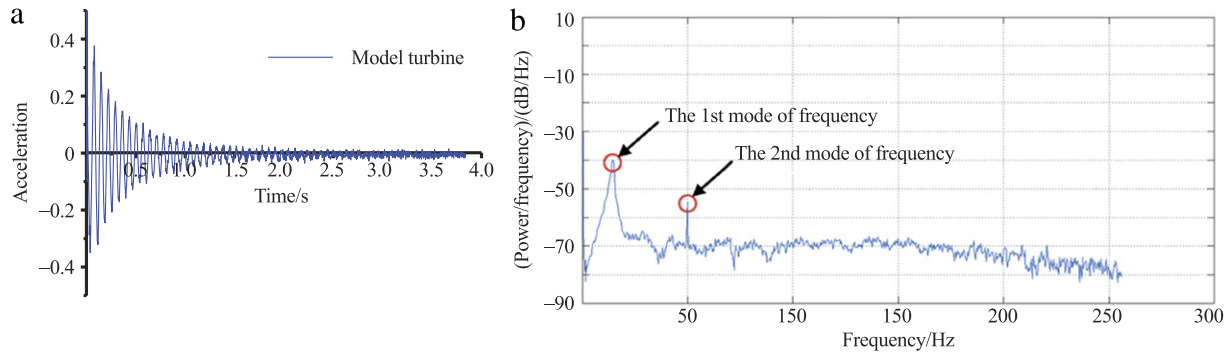 a
0.4
0.2
0
−0.2
−0.4
Acceleration
Model turbine
0.5
1.0
1.5
2.0
2.5
3.0
3.5
4.0
Time/s
b
10
−10
−30
−50
−70
−90
(Power/frequency)/(dB/Hz)
The 1st mode of frequency
The 2nd mode of frequency
50
150
150
200
250
300
Frequency/Hz